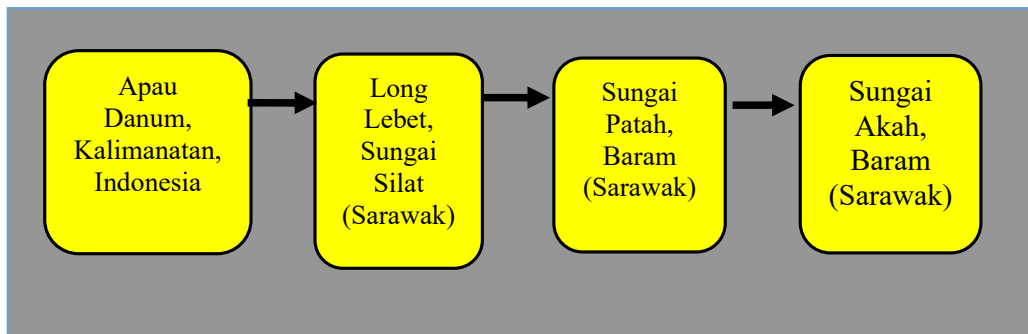 Apau
Danum,
Kalimanatan,
Indonesia
Long
Lebet,
Sungai
Silat
(Sarawak)
Sungai
Patah,
Baram
(Sarawak)
Sungai
Akah,
Baram
(Sarawak)